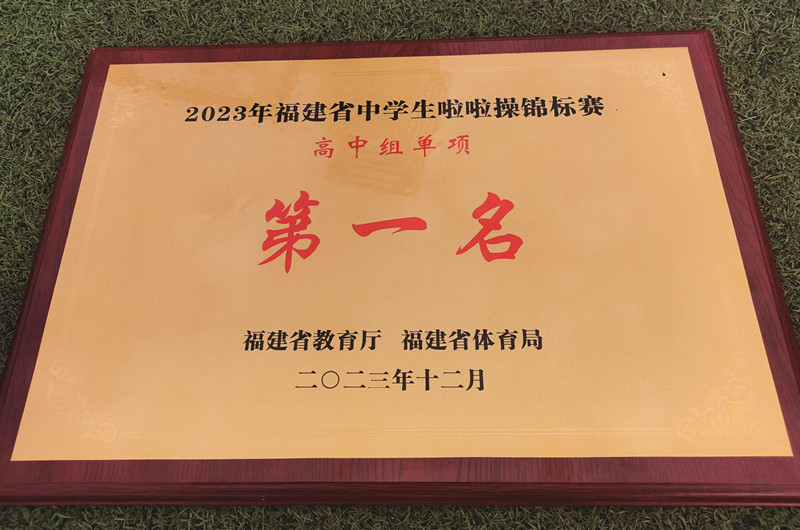 2023年福建省中学生啦啦操锦标赛
高中组单项
第一名
福建省教育厅 福建省体育局
二〇二三年十二月